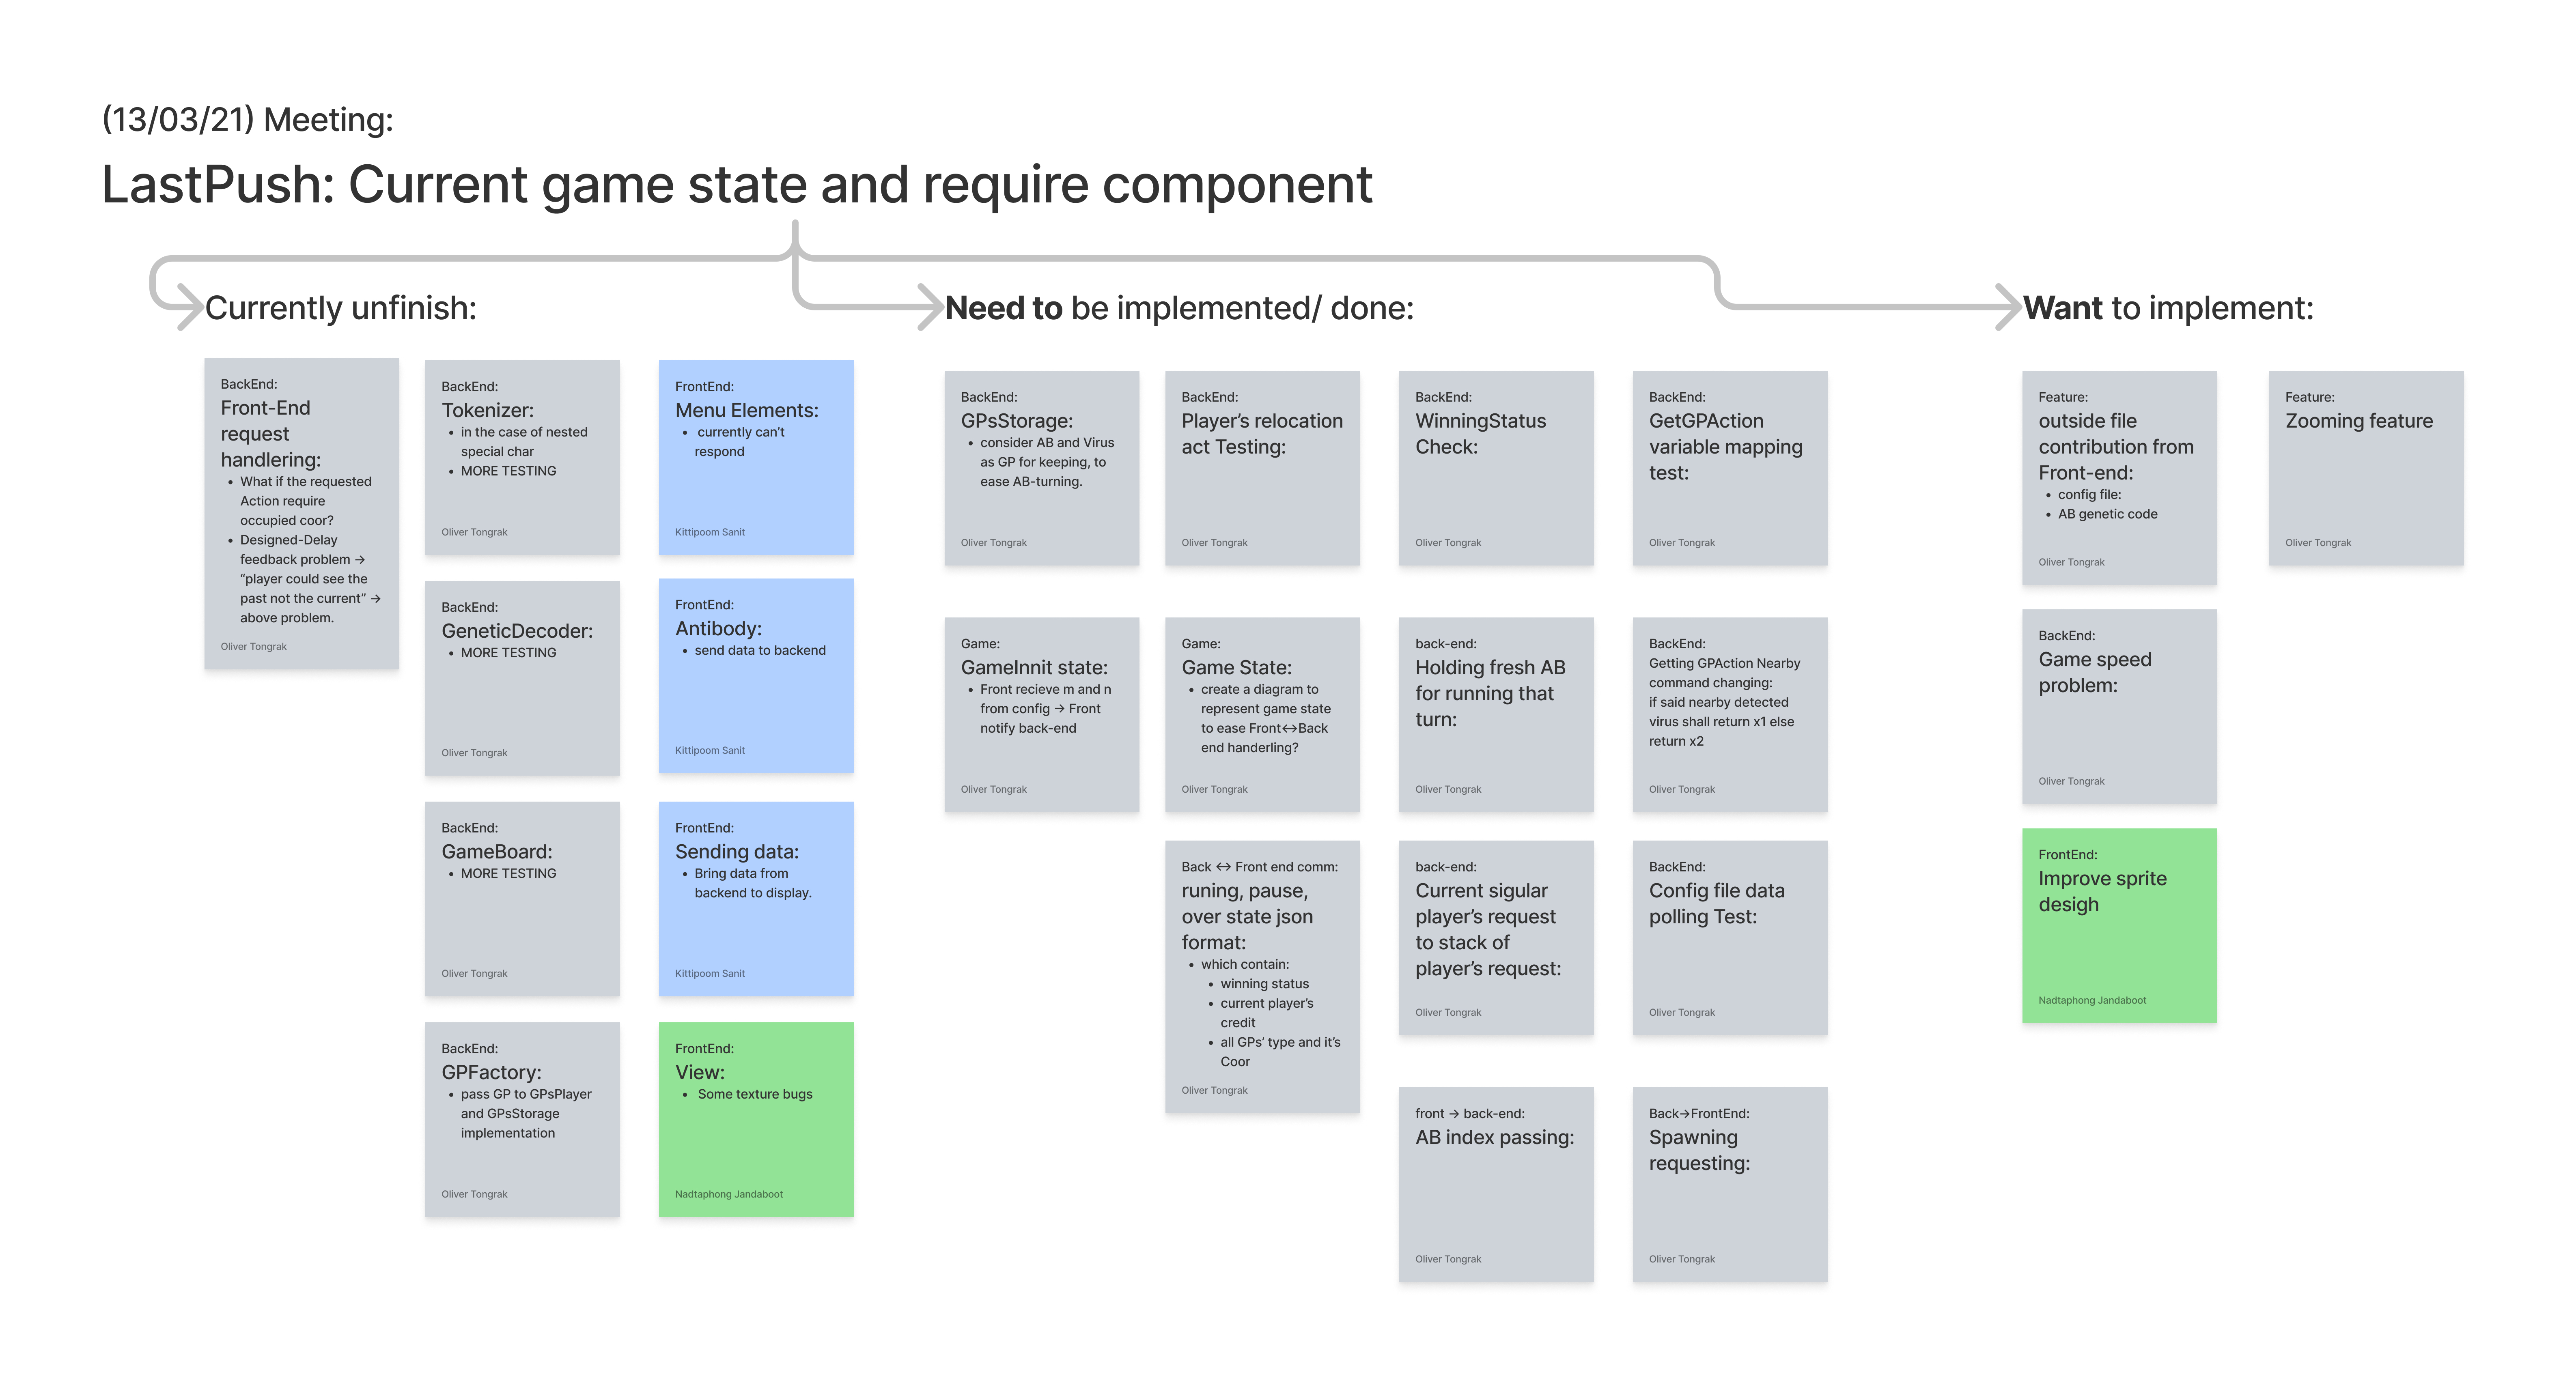 (13/03/21) Meeting:
LastPush: Current game state and require component
Currently unfinish:
BackEnd:
Front-End
request
handlering:
• What if the requested
Action require
occupied coor?
• Designed-Delay
feedback problem →
“player could see the
past not the current” →
above problem.
Oliver Tongrak
BackEnd:
Tokenizer:
• in the case of nested
special char
• MORE TESTING
Oliver Tongrak
FrontEnd:
Menu Elements:
• currently can’t
respond
Kittipoom Sanit
BackEnd:
GeneticDecoder:
• MORE TESTING
Oliver Tongrak
FrontEnd:
Antibody:
• send data to backend
Kittipoom Sanit
BackEnd:
GameBoard:
• MORE TESTING
Oliver Tongrak
FrontEnd:
Sending data:
• Bring data from
backend to display.
Kittipoom Sanit
BackEnd:
GPFactory:
• pass GP to GPsPlayer
and GPsStorage
implementation
Oliver Tongrak
FrontEnd:
View:
• Some texture bugs
Nadtaphong Jandaboot
Need to be implemented/ done:
BackEnd:
GPsStorage:
• consider AB and Virus
as GP for keeping, to
ease AB-turning.
Oliver Tongrak
BackEnd:
Player’s relocation
act Testing:
Oliver Tongrak
BackEnd:
WinningStatus
Check:
Oliver Tongrak
BackEnd:
GetGPAction
variable mapping
test:
Oliver Tongrak
Game:
GameInnit state:
• Front recieve m and n
from config → Front
notify back-end
Oliver Tongrak
Game:
Game State:
• create a diagram to
represent game state
to ease Front↔Back
end handerling?
Oliver Tongrak
back-end:
Holding fresh AB
for running that
turn:
Oliver Tongrak
BackEnd:
Getting GPAction Nearby
command changing:
if said nearby detected
virus shall return x1 else
return x2
Oliver Tongrak
Back ↔ Front end comm:
runing, pause,
over state json
format:
• which contain:
• winning status
• current player’s
credit
• all GPs’ type and it’s
Coor
Oliver Tongrak
back-end:
Current sigular
player’s request
to stack of
player’s request:
Oliver Tongrak
BackEnd:
Config file data
polling Test:
Oliver Tongrak
front → back-end:
AB index passing:
Oliver Tongrak
Back→FrontEnd:
Spawning
requesting:
Oliver Tongrak
Want to implement:
Feature:
outside file
contribution from
Front-end:
• config file:
• AB genetic code
Oliver Tongrak
Feature:
Zooming feature
Oliver Tongrak
BackEnd:
Game speed
problem:
Oliver Tongrak
FrontEnd:
Improve sprite
desigh
Nadtaphong Jandaboot